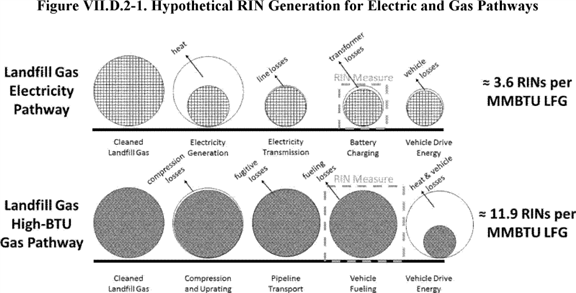 Figure VII.D.2-1. Hypothetical RIN Generation for Electric and Gas Pathways
Landfill Gas
Electricity
Pathway
heat
line losses
transformer
losses
RIN Measure
vehicle
losses
≈ 3.6 RINs per
MMBTU LFG
Cleaned
Landfill Gas
Electricity
Generation
Electricity
Transmission
Battery
Charging
Vehicle Drive
Energy
Landfill Gas
High-BTU
Gas Pathway
compression
losses
fugitive
losses
fueling
losses
RIN Measure
heat & vehicle
losses
≈ 11.9 RINs per
MMBTU LFG
Cleaned
Landfill Gas
Compression
and Uprating
Pipeline
Transport
Vehicle
Fueling
Vehicle Drive
Energy